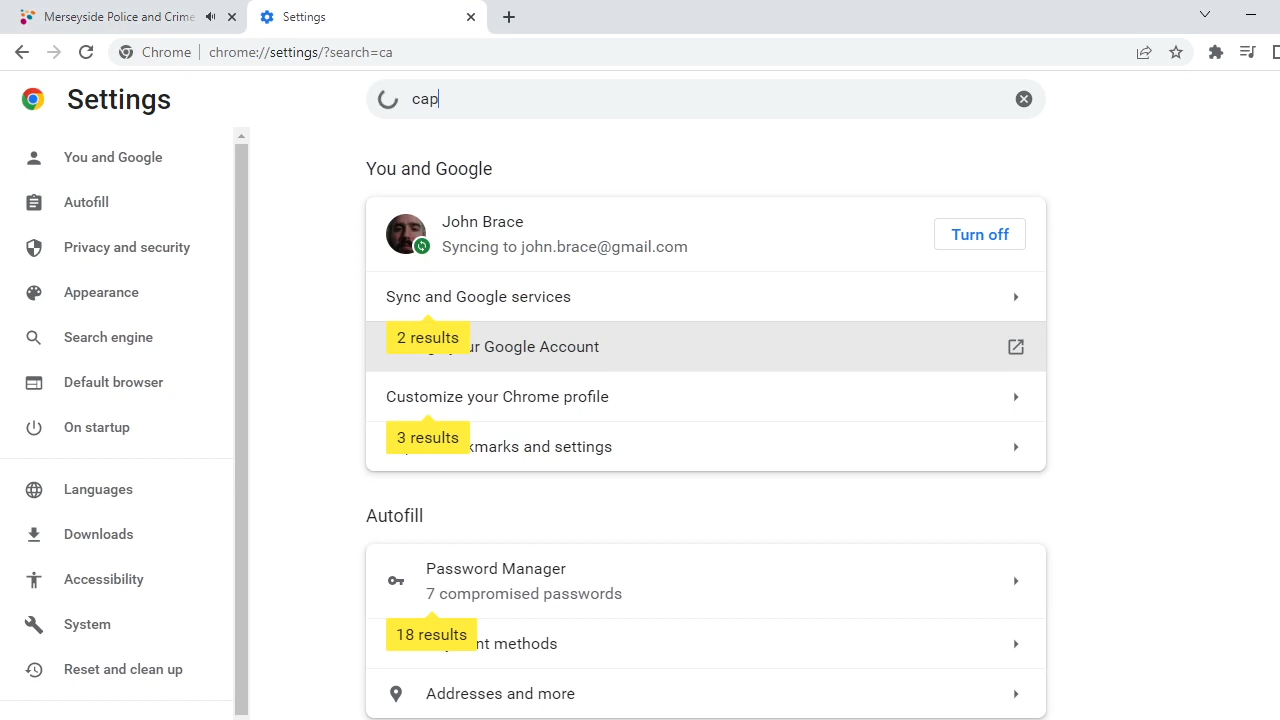 Merseyside Police and Crime
Settings
Chrome
chrome://settings/?search=ca
Settings
cap
You and Google
Autofill
Privacy and security
Appearance
Search engine
Default browser
On startup
Languages
Downloads
Accessibility
System
Reset and clean up
You and Google
John Brace
Syncing to john.brace@gmail.com
Turn off
Sync and Google services
2 results
Google Account
Customize your Chrome profile
3 results
and settings
Autofill
Password Manager
7 compromised passwords
18 results
methods
Addresses and more